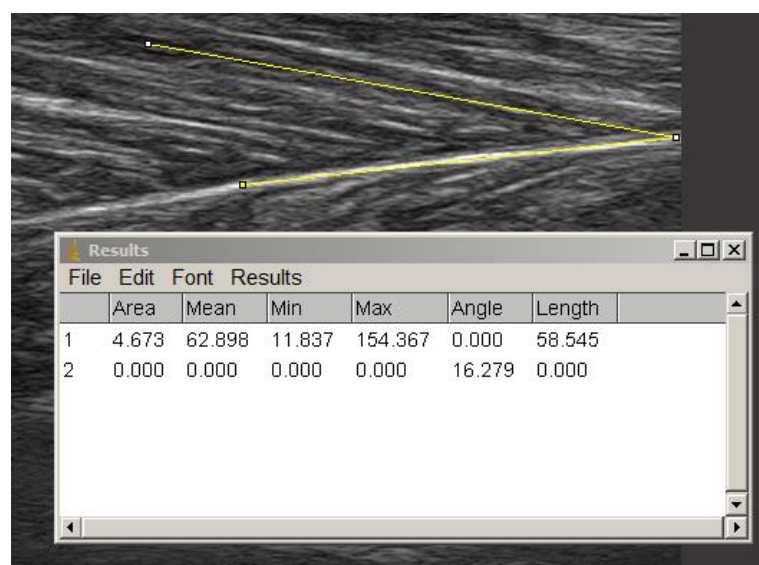 Results
File Edit Font Results
Area Mean Min Max Angle Length
1 4.673 62.898 11.837 154.367 0.000 58.545
2 0.000 0.000 0.000 0.000 16.279 0.000